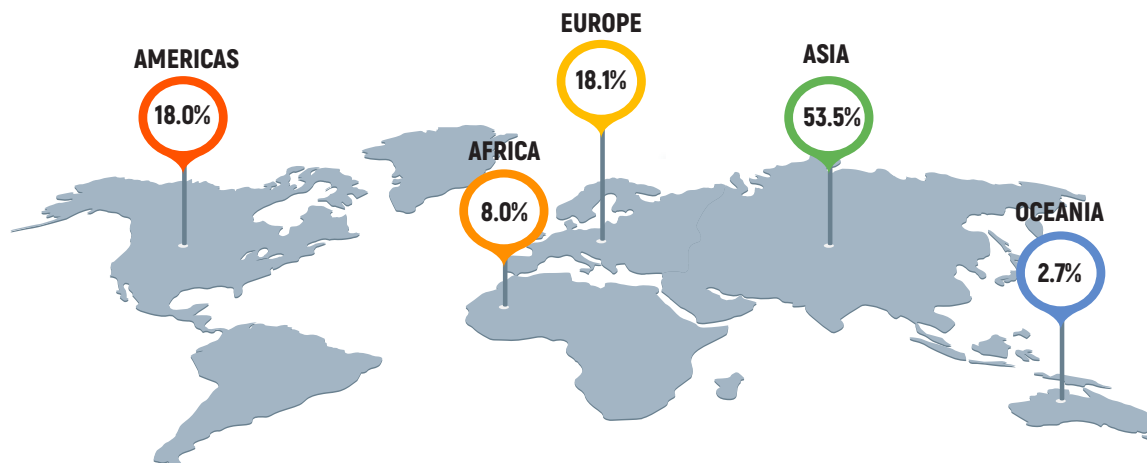 EUROPE
18.1%
AMERICAS
18.0%
ASIA
53.5%
AFRICA
8.0%
OCEANIA
2.7%